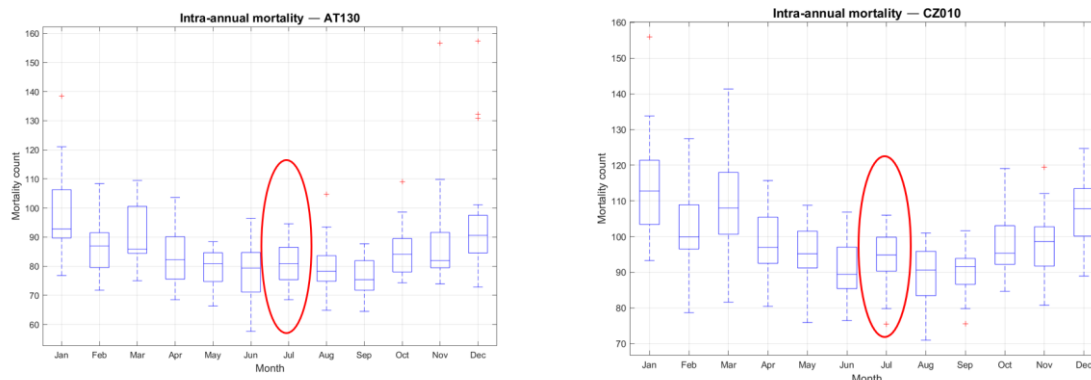 Intra-annual mortality — AT130
160
150
140
130
120
110
100
90
80
70
60
Mortality count
Jan Feb Mar Apr May Jun Jul Aug Sep Oct Nov Dec
Month
Intra-annual mortality — CZ010
160
150
140
130
120
110
100
90
80
70
Mortality count
Jan Feb Mar Apr May Jun Jul Aug Sep Oct Nov Dec
Month